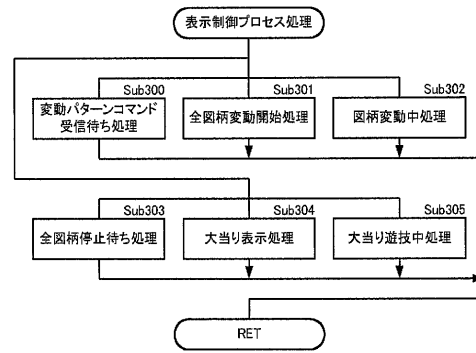 表示制御プロセス処理
Sub300
変動パターンコマンド
受信待ち処理
Sub301
全図柄変動開始処理
Sub302
図柄変動中処理
Sub303
全図柄停止待ち処理
Sub304
大当り表示処理
Sub305
大当り遊技中処理
RET